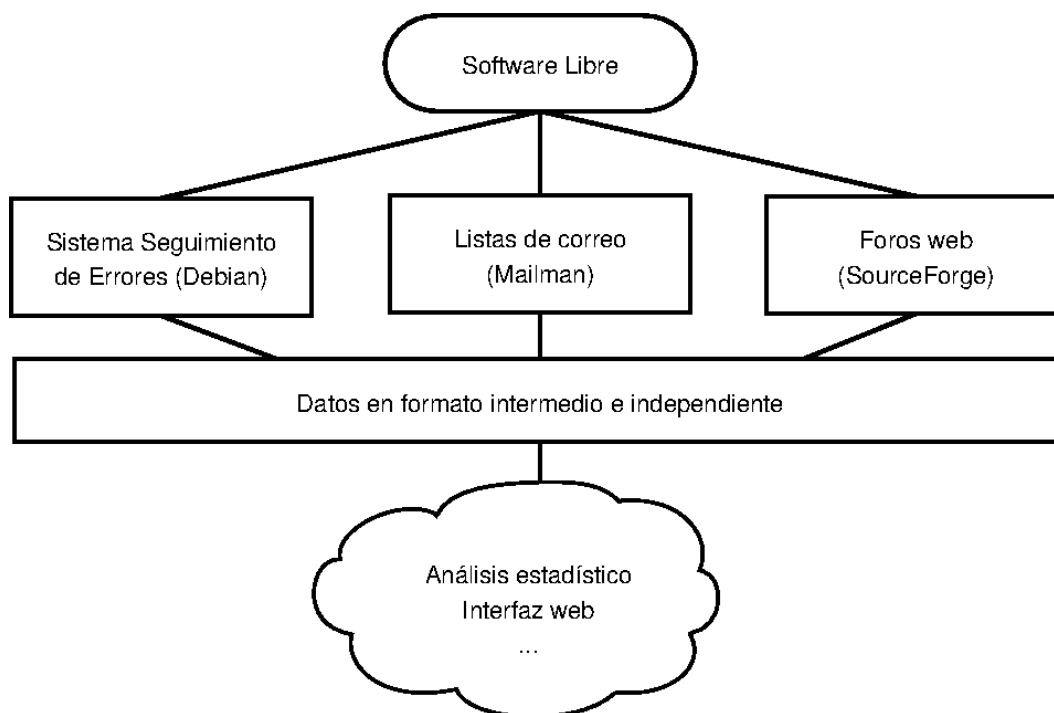 Software Libre
Sistema Seguimiento
de Errores (Debian)
Listas de correo
(Mailman)
Foros web
(SourceForge)
Datos en formato intermedio e independiente
Análisis estadístico
Interfaz web
...